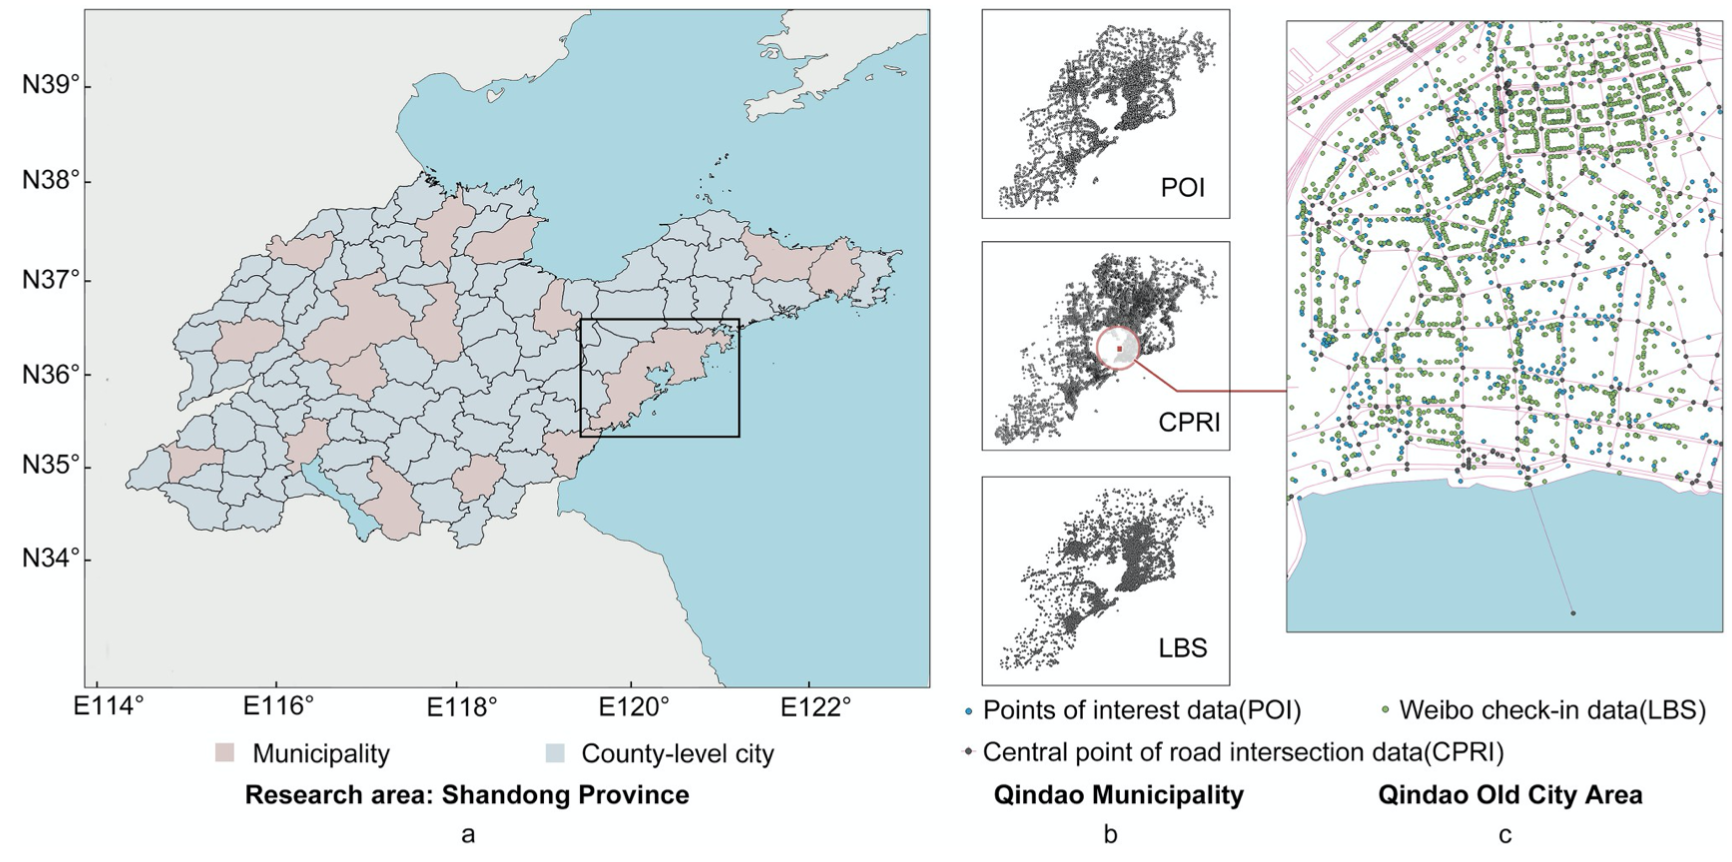 N39°
N38°
N37°
N36°
N35°
N34°
E114° E116° E118° E120° E122°
Municipality County-level city
Research area: Shandong Province
a
POI
CPRI
LBS
Points of interest data(POI) Weibo check-in data(LBS)
Central point of road intersection data(CPRI)
Qindao Municipality Qindao Old City Area
b c